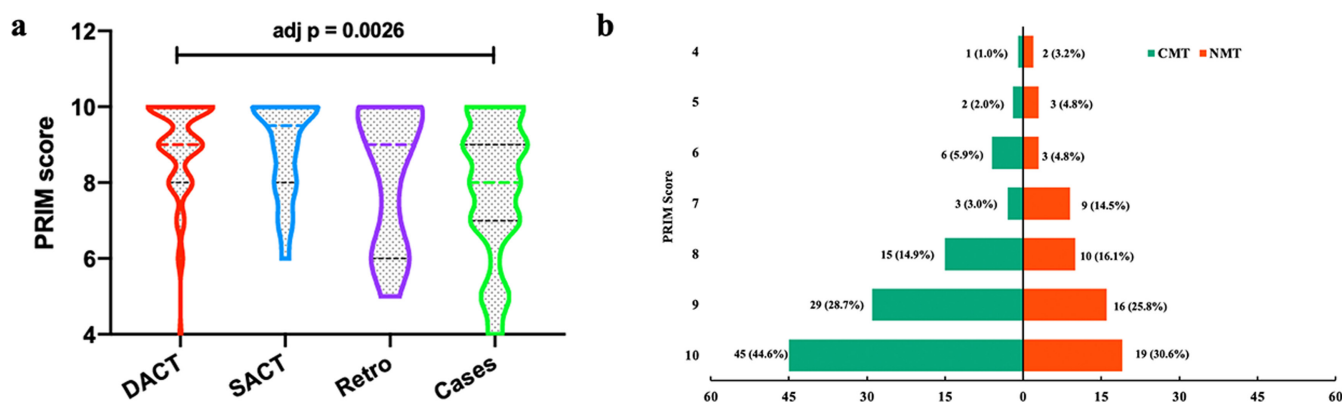 a
12
10
8
6
4
PRIM score
adj p = 0.0026
DACT
SACT
Retro
Cases
b
CMT NMT
PRIM Score
4
1 (1.0%) 2 (3.2%)
5
2 (2.0%) 3 (4.8%)
6
6 (5.9%) 3 (4.8%)
7
3 (3.0%) 9 (14.5%)
8
15 (14.9%) 10 (16.1%)
9
29 (28.7%) 16 (25.8%)
10
45 (44.6%) 19 (30.6%)
60 45 30 15 0 15 30 45 60